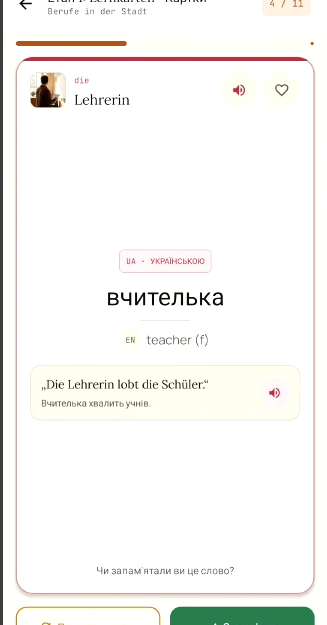 Berufe in der Stadt
4 / 11
die
Lehrerin
UA · УКРАЇНСЬКОЮ
вчителька
EN teacher (f)
„Die Lehrerin lobt die Schüler.“
Вчителька хвалить учнів.
Чи запам'ятали ви це слово?